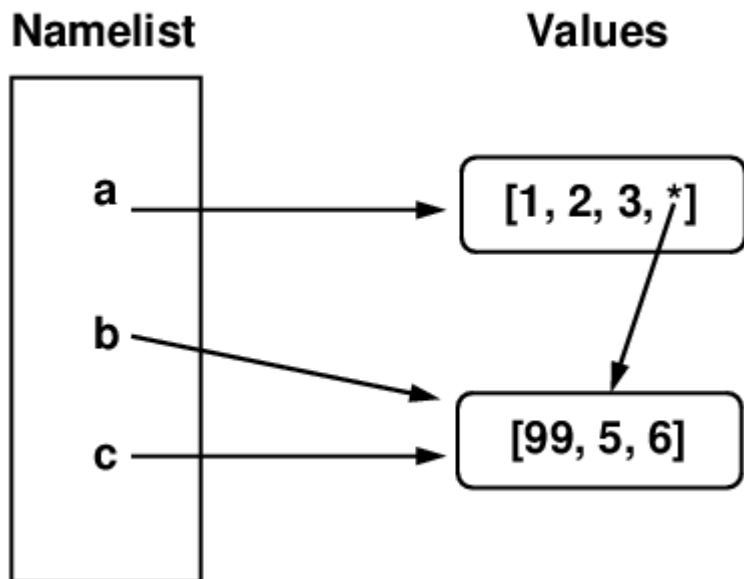 Namelist Values
a [1, 2, 3, *]
b
[99, 5, 6]
c